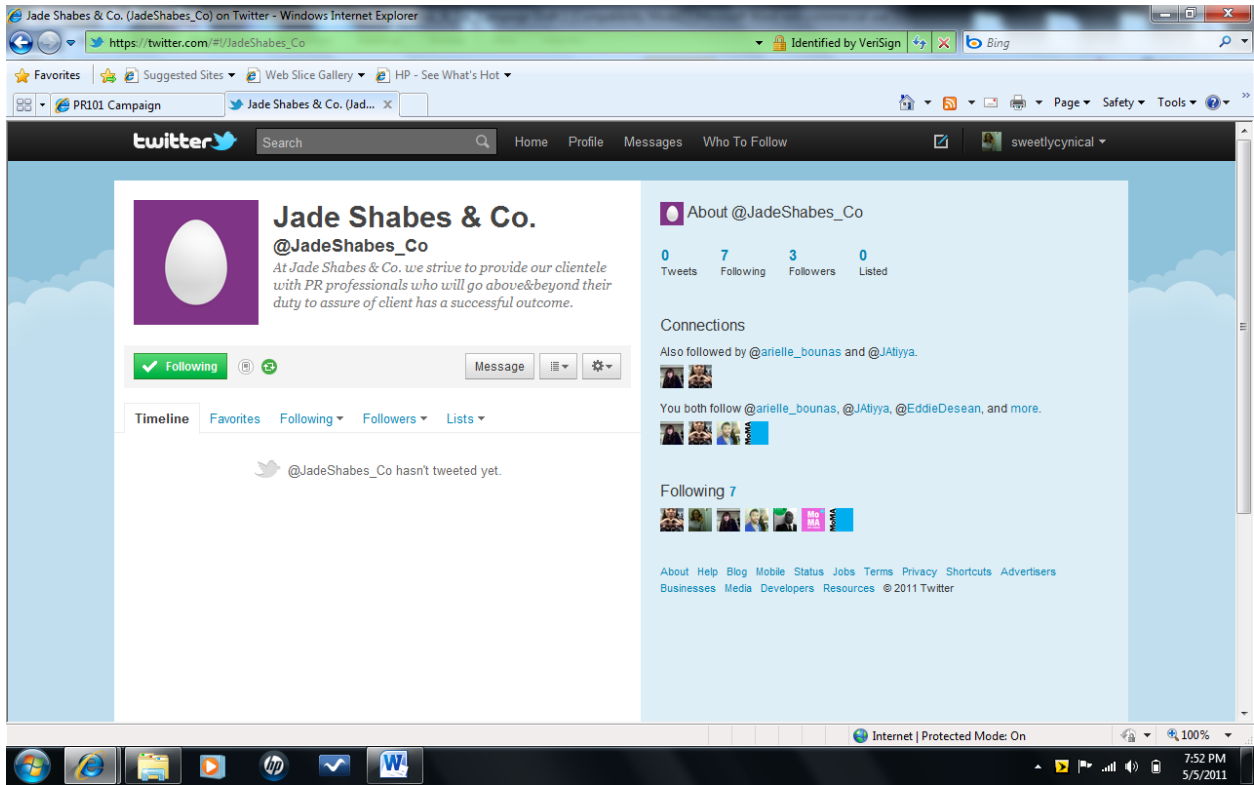 Jade Shabes & Co. (JadeShabes_Co) on Twitter - Windows Internet Explorer
https://twitter.com/#!/JadeShabes_Co Identified by VeriSign Bing
Favorites Suggested Sites Web Slice Gallery HP - See What's Hot
PR101 Campaign Jade Shabes & Co. (Jad... X Page Safety Tools
twitter Search Home Profile Messages Who To Follow sweetlycynical
Jade Shabes & Co.
@JadeShabes_Co
At Jade Shabes & Co. we strive to provide our clientele
with PR professionals who will go above&beyond their
duty to assure of client has a successful outcome.
Following Message
Timeline Favorites Following Followers Lists
@JadeShabes_Co hasn't tweeted yet.
About @JadeShabes_Co
0 7 3 0
Tweets Following Followers Listed
Connections
Also followed by @arielle_bounas and @JAtiyya.
You both follow @arielle_bounas, @JAtiyya, @EddieDesean, and more.
MoMA
Following 7
MoMA MoMA
About Help Blog Mobile Status Jobs Terms Privacy Shortcuts Advertisers
Businesses Media Developers Resources © 2011 Twitter
Internet | Protected Mode: On 100%
hp W 7:52 PM
5/5/2011